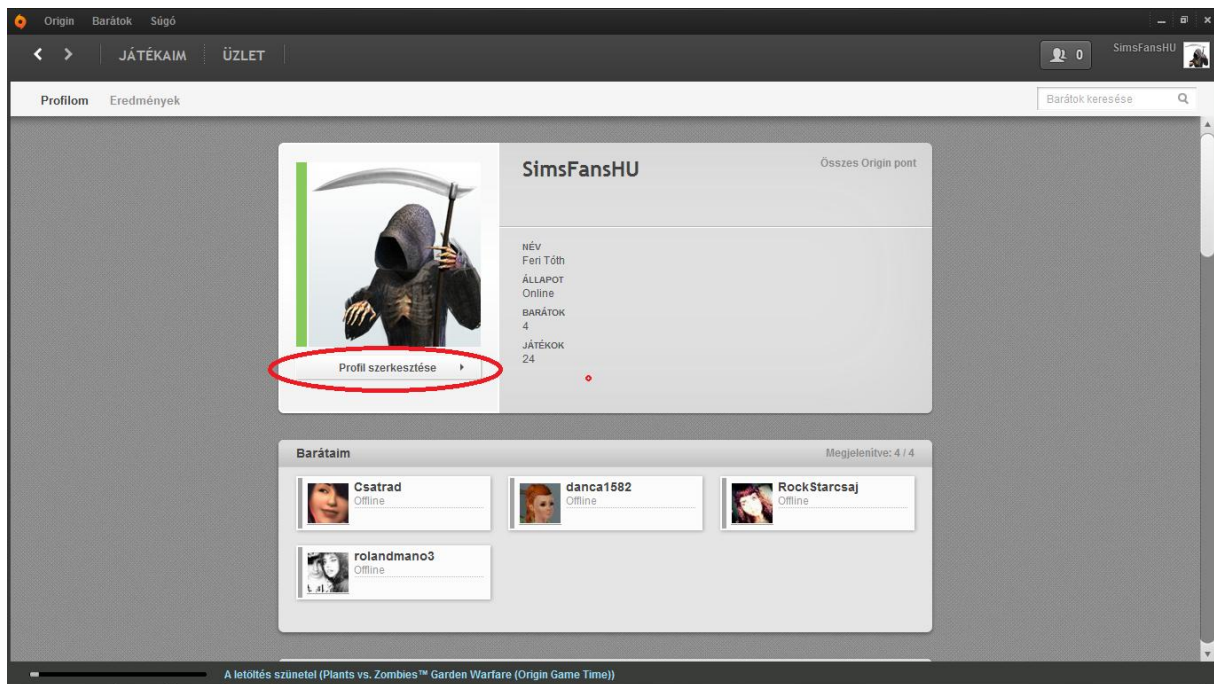 Origin Barátok Súgó
JÁTÉKAIM ÜZLET
0 SimsFansHU
Profilom Eredmények
Barátok keresése
SimsFansHU
Összes Origin pont
NÉV
Feri Tóth
ÁLLAPOT
Online
BARÁTOK
4
JÁTÉKOK
24
Profil szerkesztése
Barátaim
Megjelenítve: 4 / 4
Csatrad
Offline
danca1582
Offline
RockStarcsaj
Offline
rolandmano3
Offline
A letöltés szünetel (Plants vs. Zombies™ Garden Warfare (Origin Game Time))